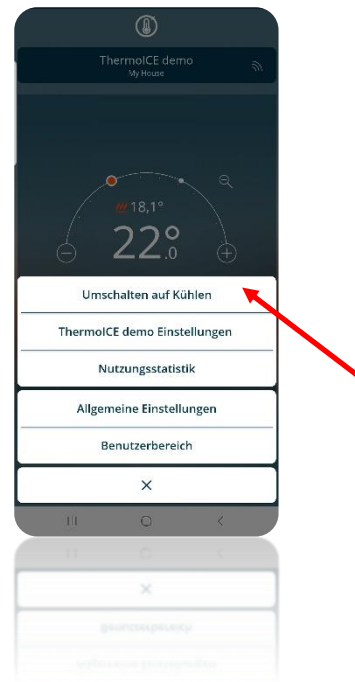 ThermoICE demo
My House
18,1°
22°.0
Umschalten auf Kühlen
ThermoICE demo Einstellungen
Nutzungsstatistik
Allgemeine Einstellungen
Benutzerbereich